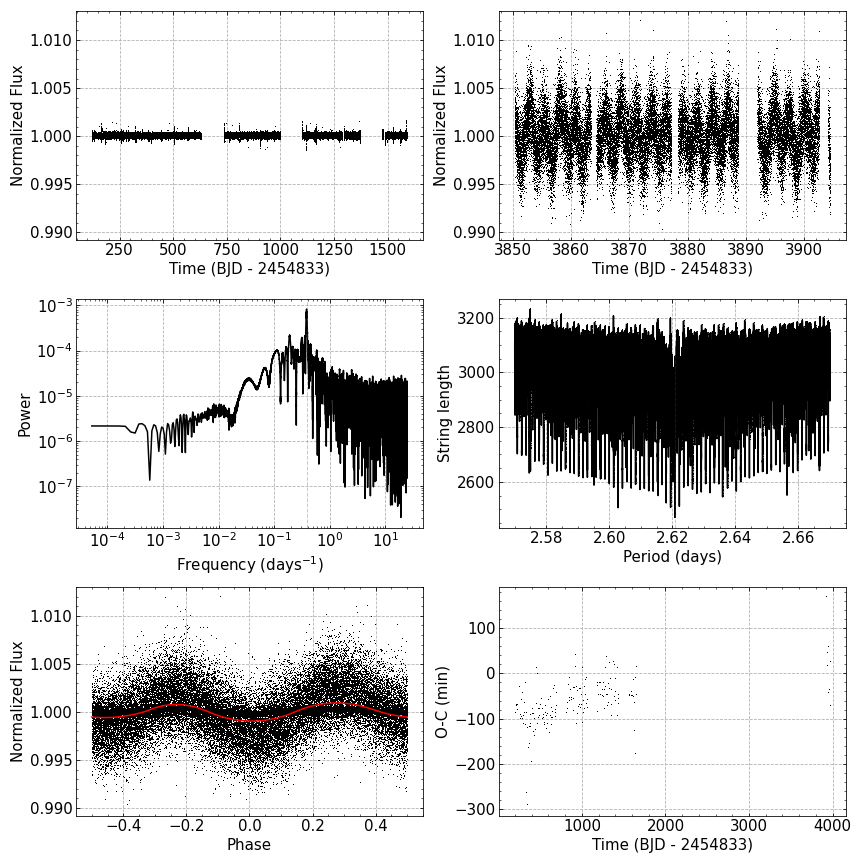 1.010
1.005
1.000
0.995
0.990
Normalized Flux
250 500 750 1000 1250 1500
Time (BJD - 2454833)
1.010
1.005
1.000
0.995
0.990
Normalized Flux
3850 3860 3870 3880 3890 3900
Time (BJD - 2454833)
10⁻³
10⁻⁴
10⁻⁵
10⁻⁶
10⁻⁷
Power
10⁻⁴ 10⁻³ 10⁻² 10⁻¹ 10⁰ 10¹
Frequency (days⁻¹)
3200
3000
2800
2600
String length
2.58 2.60 2.62 2.64 2.66
Period (days)
1.010
1.005
1.000
0.995
0.990
Normalized Flux
−0.4 −0.2 0.0 0.2 0.4
Phase
100
0
−100
−200
−300
O-C (min)
1000 2000 3000 4000
Time (BJD - 2454833)